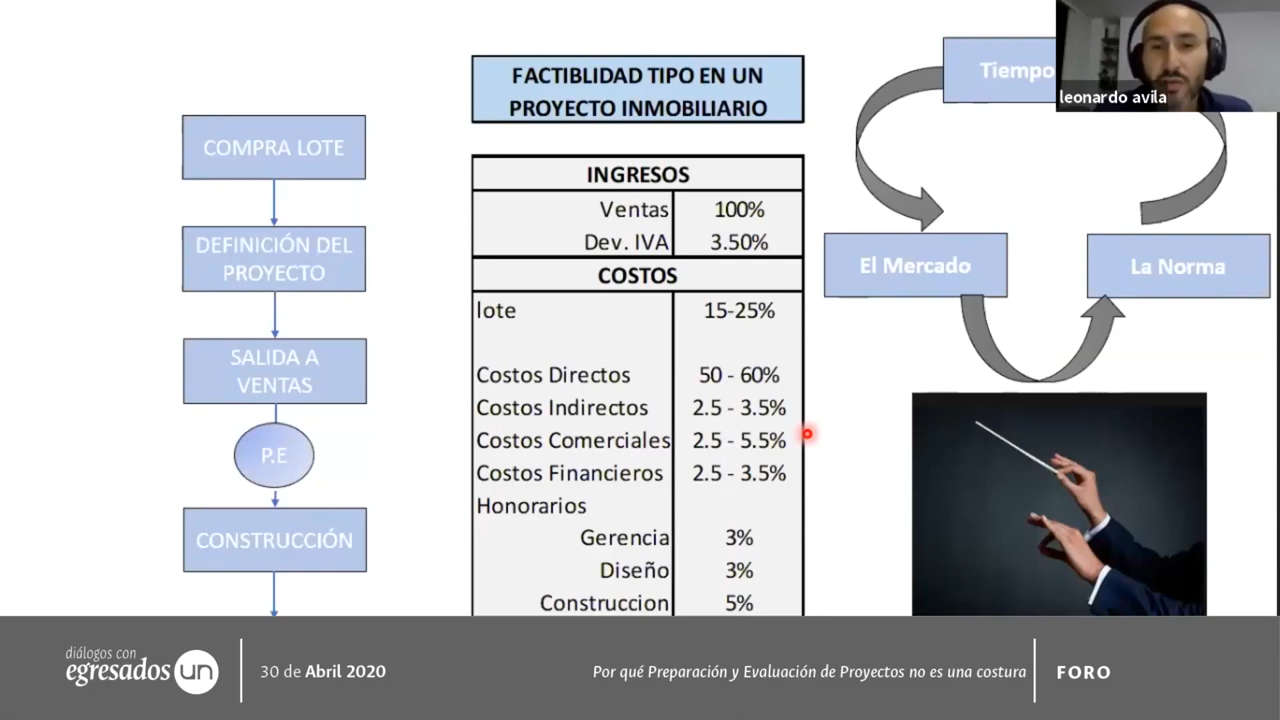 COMPRA LOTE
DEFINICIÓN DEL
PROYECTO
SALIDA A
VENTAS
P.E
CONSTRUCCIÓN
FACTIBLIDAD TIPO EN UN
PROYECTO INMOBILIARIO
INGRESOS
Ventas 100%
Dev. IVA 3.50%
COSTOS
lote 15-25%
Costos Directos 50 - 60%
Costos Indirectos 2.5 - 3.5%
Costos Comerciales 2.5 - 5.5%
Costos Financieros 2.5 - 3.5%
Honorarios
Gerencia 3%
Diseño 3%
Construccion 5%
Tiempo
leonardo avila
El Mercado
La Norma
diálogos con
egresados un
30 de Abril 2020
Por qué Preparación y Evaluación de Proyectos no es una costura
FORO